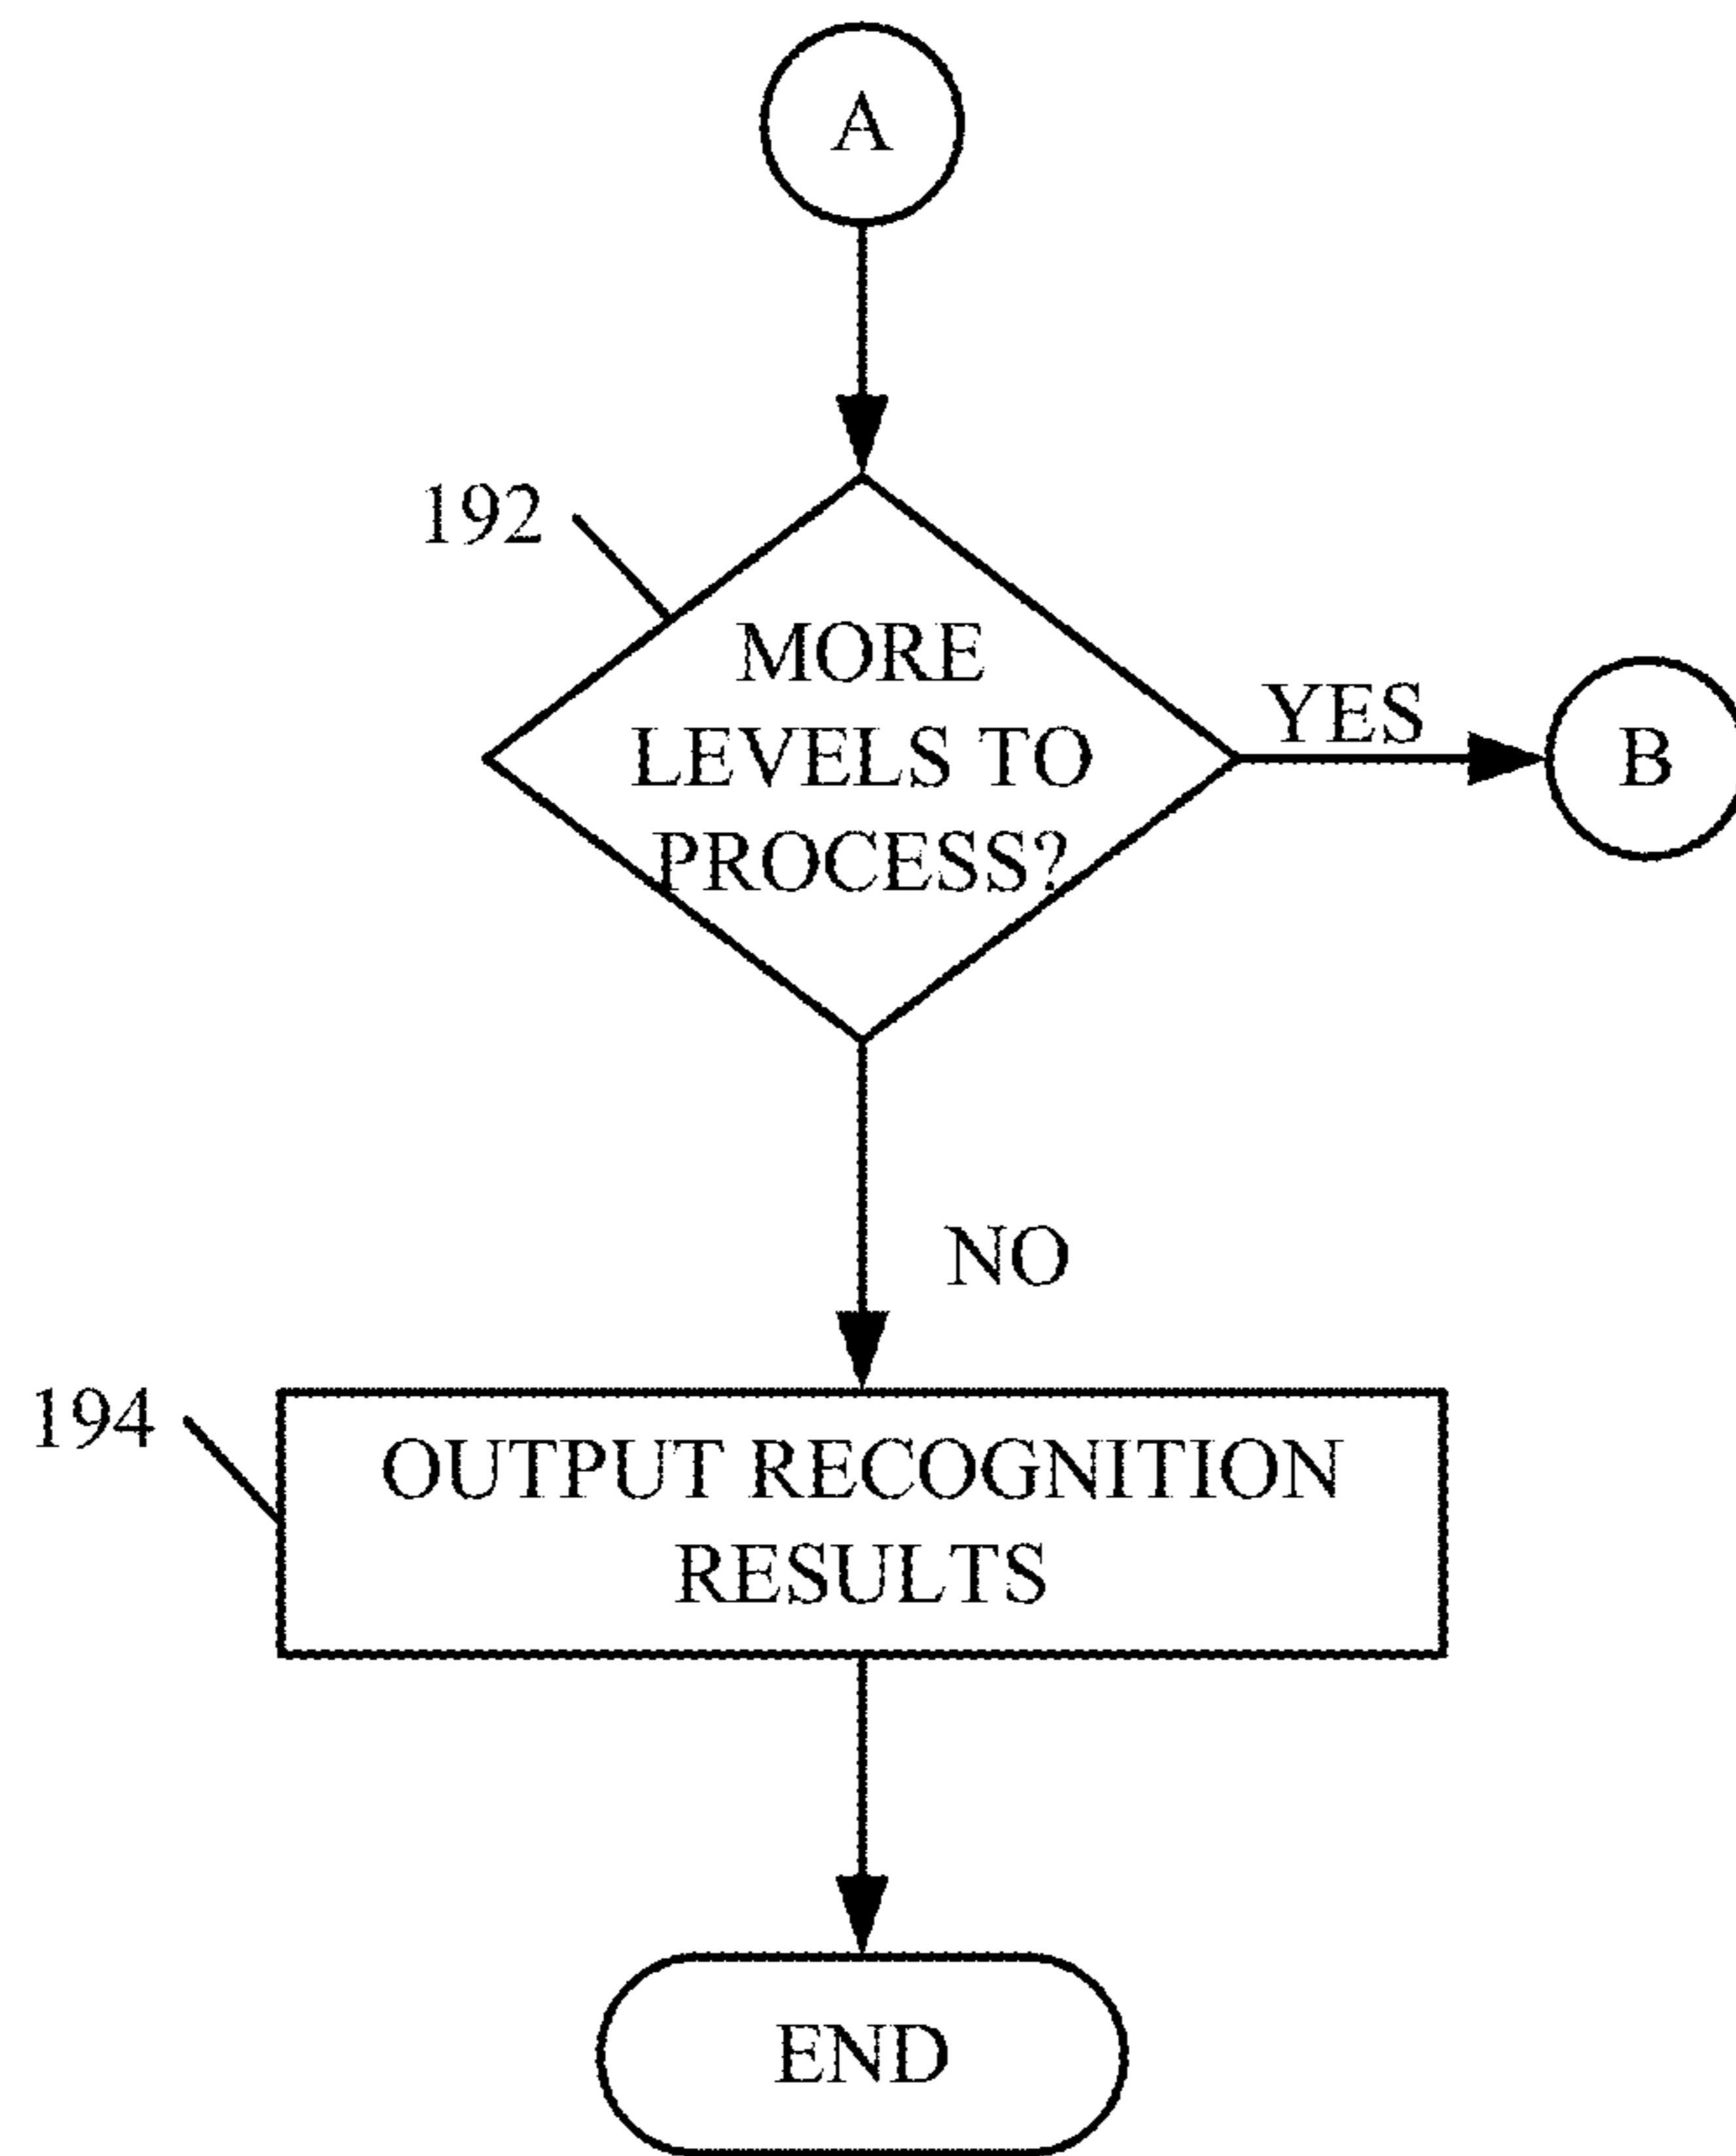 A
192
MORE
LEVELS TO
PROCESS?
YES
B
NO
194
OUTPUT RECOGNITION
RESULTS
END